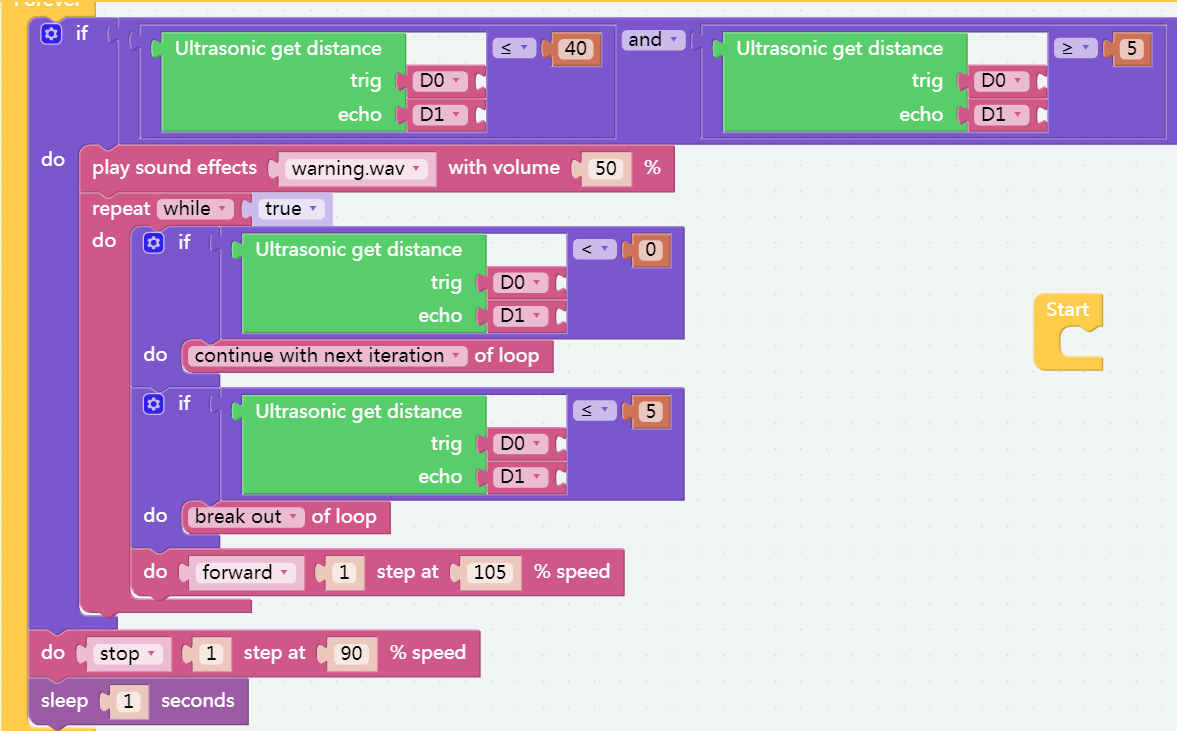 Forever
if Ultrasonic get distance ≤ 40 and Ultrasonic get distance ≥ 5
trig D0 trig D0
echo D1 echo D1
do play sound effects warning.wav with volume 50 %
repeat while true
do if Ultrasonic get distance < 0
trig D0
echo D1
Start
do continue with next iteration of loop
if Ultrasonic get distance ≤ 5
trig D0
echo D1
do break out of loop
do forward 1 step at 105 % speed
do stop 1 step at 90 % speed
sleep 1 seconds